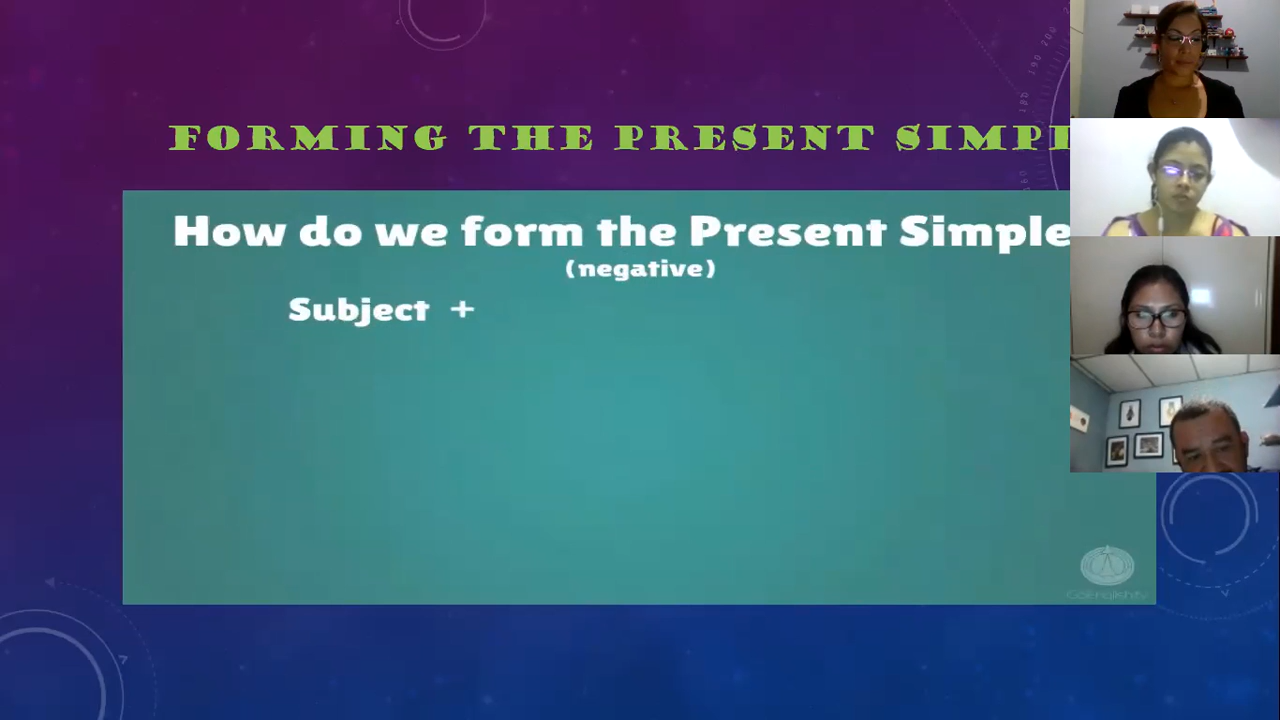 FORMING THE PRESENT SIMPL
How do we form the Present Simple
(negative)
Subject +